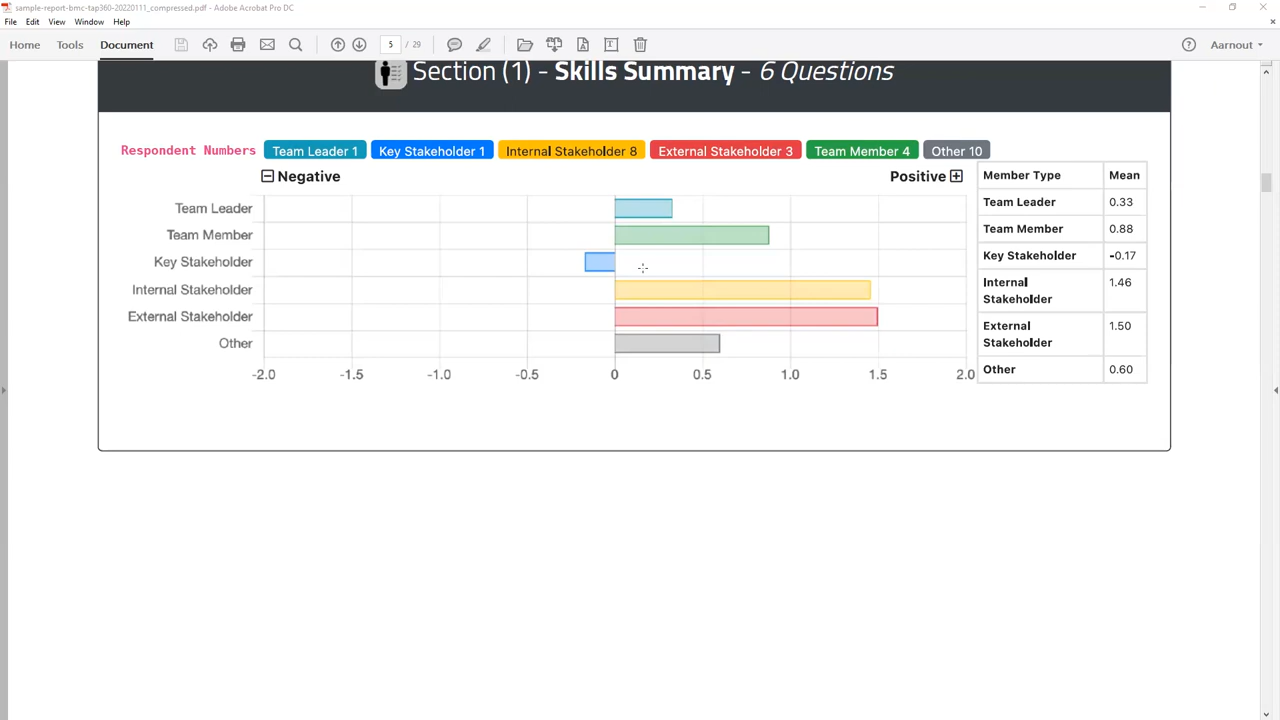 sample-report-bmc-tap360-20220111_compressed.pdf - Adobe Acrobat Pro DC
File Edit View Window Help
Home Tools Document 5 / 29 Aarnout
Section (1) - Skills Summary - 6 Questions
Respondent Numbers Team Leader 1 Key Stakeholder 1 Internal Stakeholder 8 External Stakeholder 3 Team Member 4 Other 10
Negative Positive
Team Leader
Team Member
Key Stakeholder
Internal Stakeholder
External Stakeholder
Other
-2.0 -1.5 -1.0 -0.5 0 0.5 1.0 1.5 2.0
Member Type Mean
Team Leader 0.33
Team Member 0.88
Key Stakeholder -0.17
Internal 1.46
Stakeholder
External 1.50
Stakeholder
Other 0.60